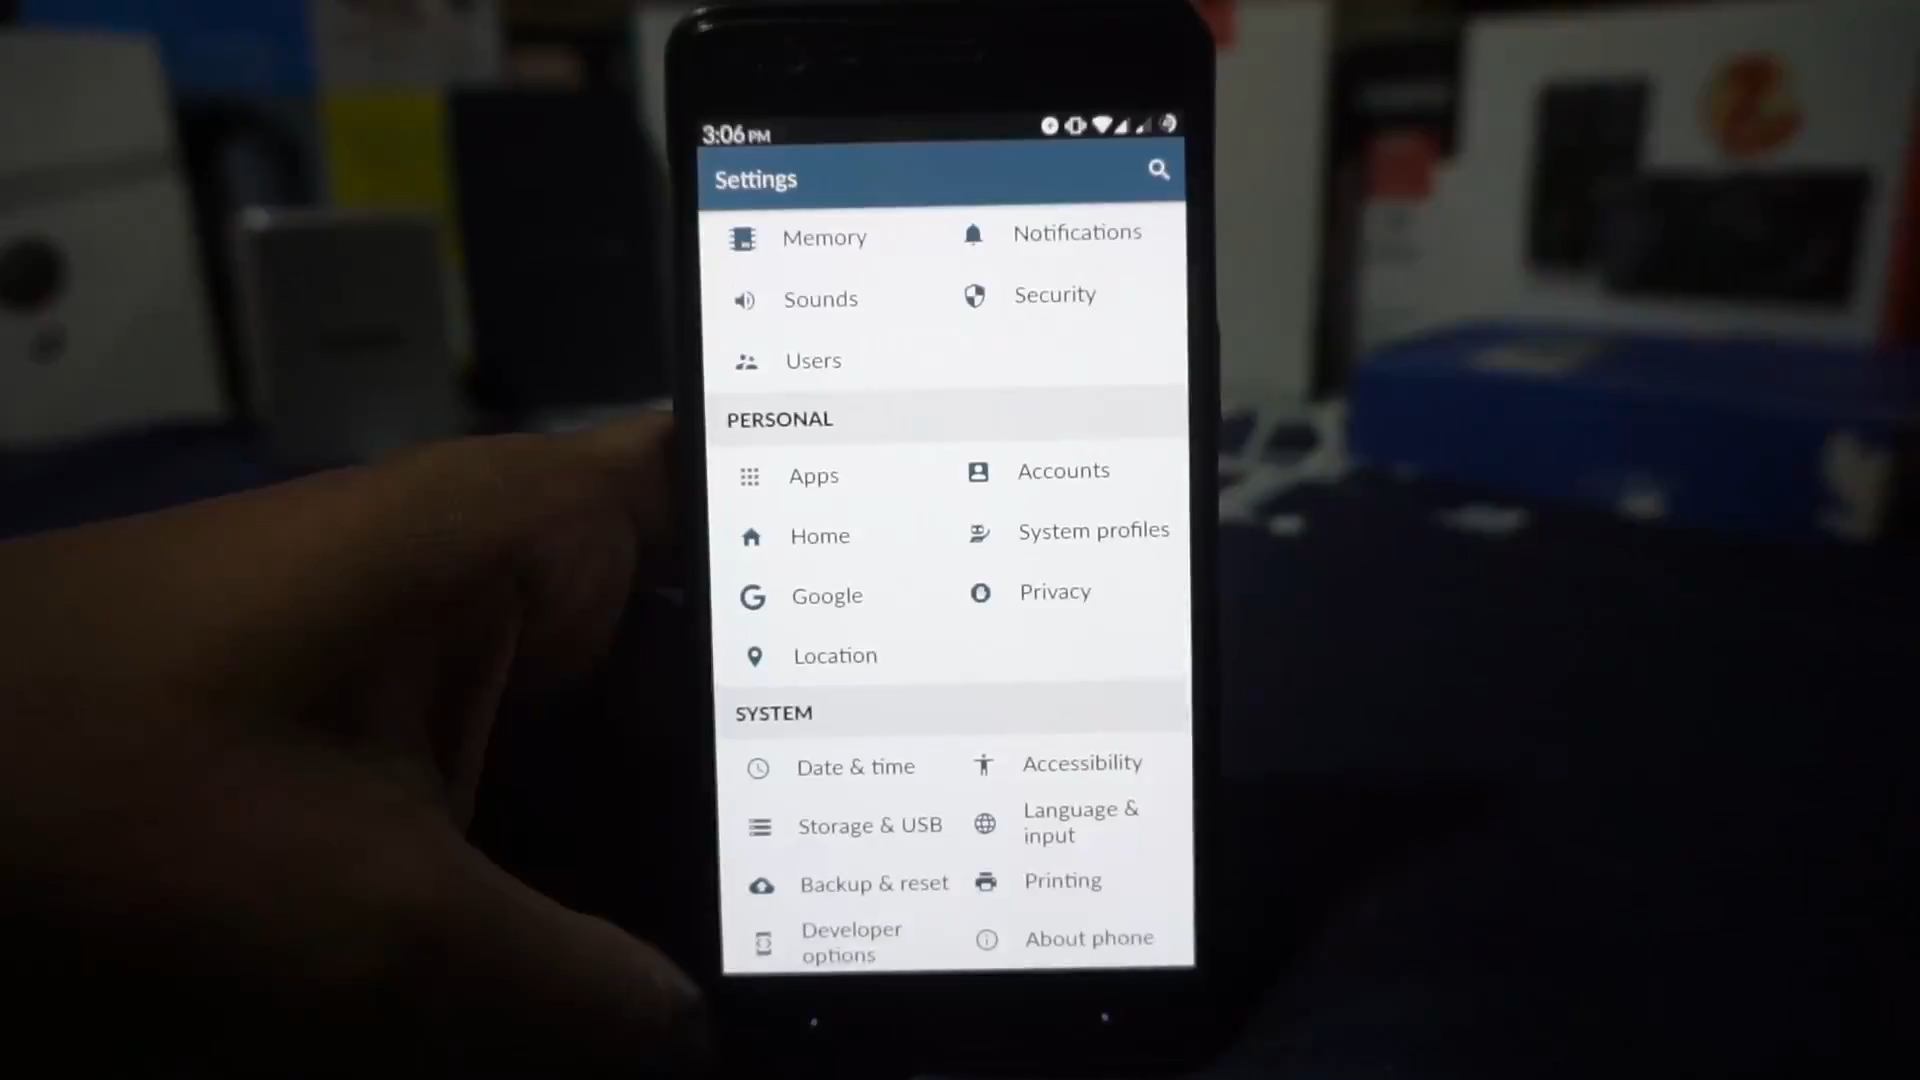 3:06 PM
Settings
Memory
Notifications
Sounds
Security
Users
PERSONAL
Apps
Accounts
Home
System profiles
Google
Privacy
Location
SYSTEM
Date & time
Accessibility
Storage & USB
Language &
input
Backup & reset
Printing
Developer
options
About phone